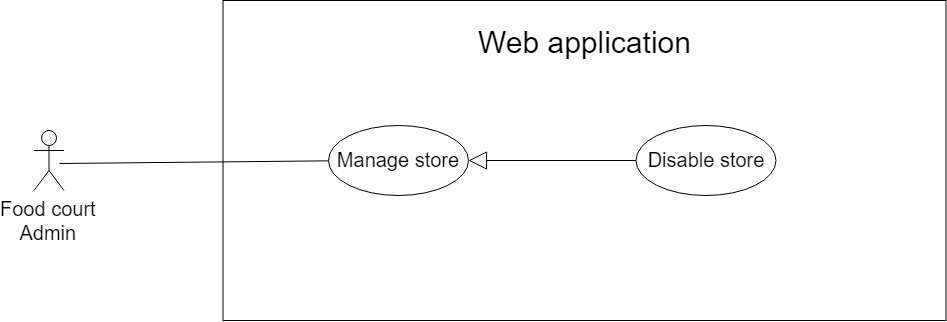 Web application
Manage store
Disable store
Food court
Admin